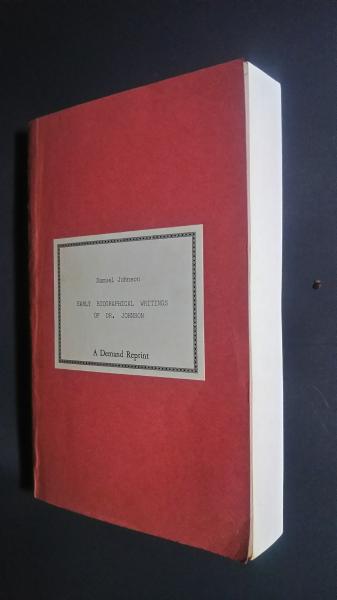 Samuel Johnson
EARLY BIOGRAPHICAL WRITINGS
OF DR. JOHNSON
A Demand Reprint